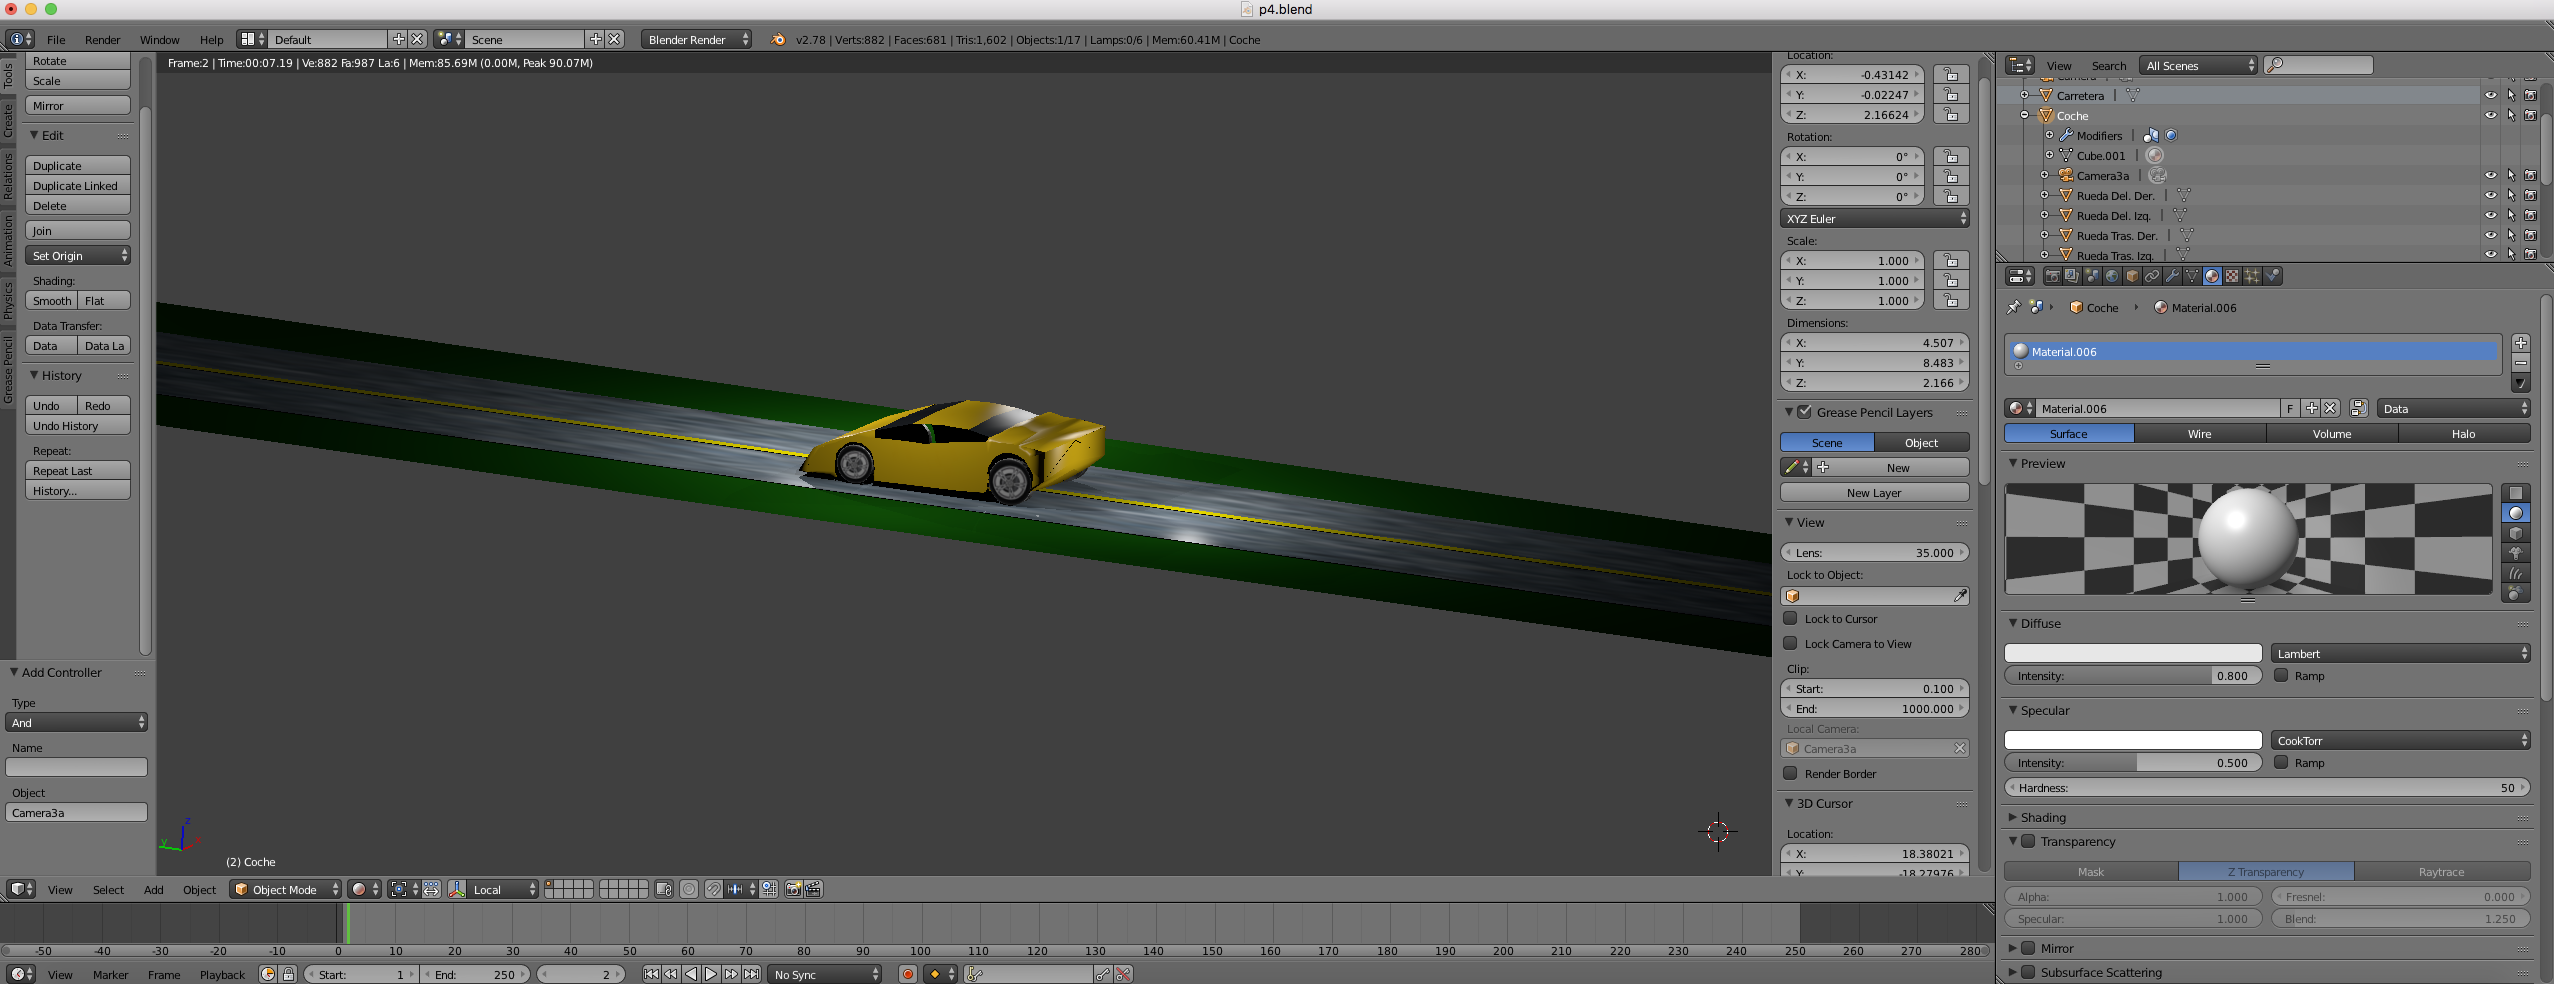 p4.blend
File Render Window Help Default Scene Blender Render v2.78 | Verts:882 | Faces:681 | Tris:1,602 | Objects:1/17 | Lamps:0/6 | Mem:60.41M | Coche
Frame:2 | Time:00:07.19 | Ve:882 Fa:987 La:6 | Mem:85.69M (0.00M, Peak 90.07M)
Tools
Create
Relations
Animation
Physics
Grease Pencil
Rotate
Scale
Mirror
Edit
Duplicate
Duplicate Linked
Delete
Join
Set Origin
Shading:
Smooth Flat
Data Transfer:
Data Data La
History
Undo Redo
Undo History
Repeat:
Repeat Last
History...
Add Controller
Type
And
Name
Object
Camera3a
z
y
(2) Coche
Location:
X: -0.43142
Y: -0.02247
Z: 2.16624
Rotation:
X: 0°
Y: 0°
Z: 0°
XYZ Euler
Scale:
X: 1.000
Y: 1.000
Z: 1.000
Dimensions:
X: 4.507
Y: 8.483
Z: 2.166
Grease Pencil Layers
Scene Object
New
New Layer
View
Lens: 35.000
Lock to Object:
Lock to Cursor
Lock Camera to View
Clip:
Start: 0.100
End: 1000.000
Local Camera:
Camera3a
Render Border
3D Cursor
Location:
X: 18.38021
Y: -18.27976
View Search All Scenes
Camera
Carretera
Coche
Modifiers
Cube.001
Camera3a
Rueda Del. Der.
Rueda Del. Izq.
Rueda Tras. Der.
Rueda Tras. Izq.
Coche Material.006
Material.006
Material.006 F Data
Surface Wire Volume Halo
Preview
Diffuse
Lambert
Intensity: 0.800 Ramp
Specular
CookTorr
Intensity: 0.500 Ramp
Hardness: 50
Shading
Transparency
Mask Z Transparency Raytrace
Alpha: 1.000 Fresnel: 0.000
Specular: 1.000 Blend: 1.250
Mirror
Subsurface Scattering
View Select Add Object Object Mode Local
-50 -40 -30 -20 -10 0 10 20 30 40 50 60 70 80 90 100 110 120 130 140 150 160 170 180 190 200 210 220 230 240 250 260 270 280
View Marker Frame Playback Start: 1 End: 250 2 No Sync